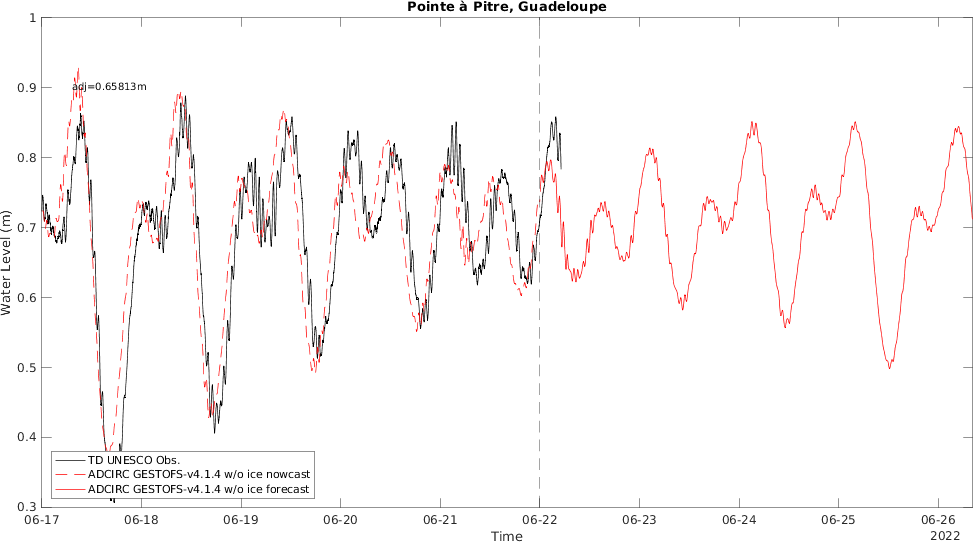 Pointe à Pitre, Guadeloupe
1
0.9
0.8
0.7
0.6
0.5
0.4
0.3
Water Level (m)
adj=0.65813m
TD UNESCO Obs.
ADCIRC GESTOFS-v4.1.4 w/o ice nowcast
ADCIRC GESTOFS-v4.1.4 w/o ice forecast
06-17 06-18 06-19 06-20 06-21 06-22 06-23 06-24 06-25 06-26
Time
2022